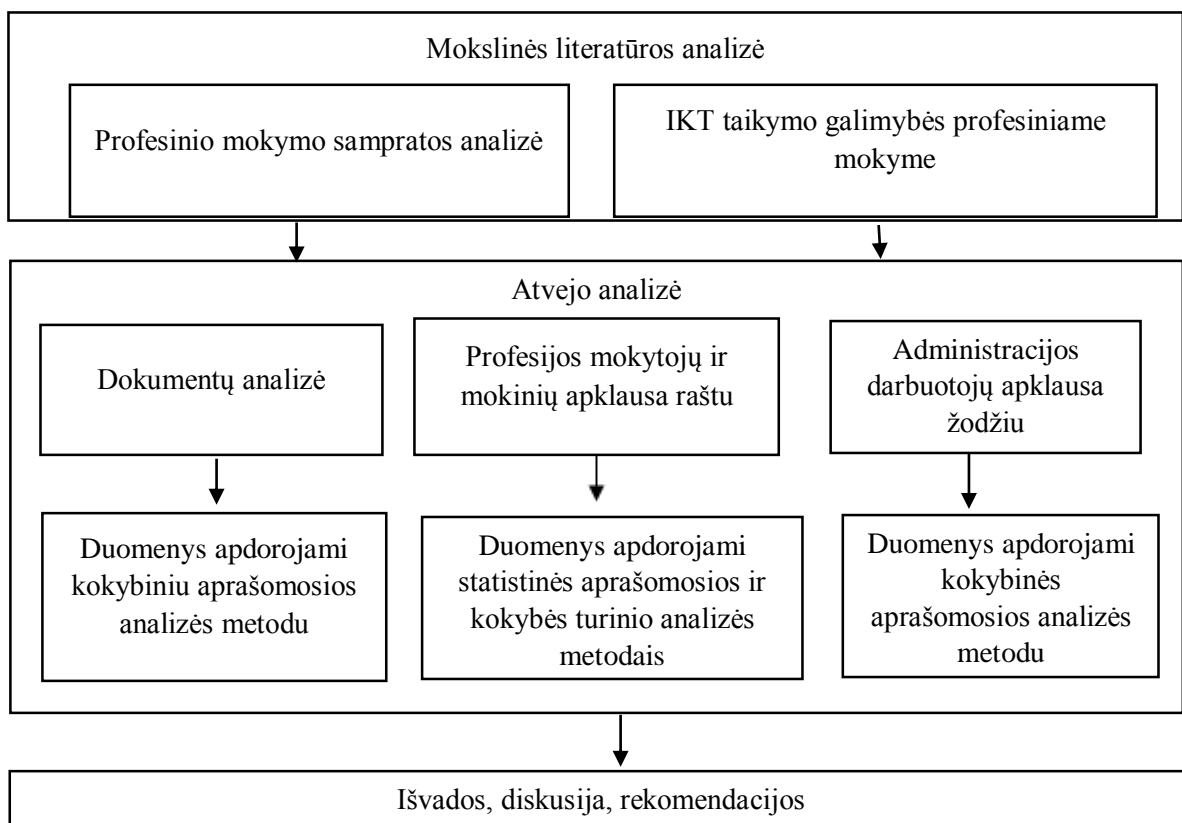 Mokslinės literatūros analizė
Profesinio mokymo sampratos analizė
IKT taikymo galimybės profesiniame
mokyme
Atvejo analizė
Dokumentų analizė
Profesijos mokytojų ir
mokinių apklausa raštu
Administracijos
darbuotojų apklausa
žodžiu
Duomenys apdorojami
kokybiniu aprašomosios
analizės metodu
Duomenys apdorojami
statistinės aprašomosios ir
kokybės turinio analizės
metodais
Duomenys apdorojami
kokybinės
aprašomosios analizės
metodu
Išvados, diskusija, rekomendacijos